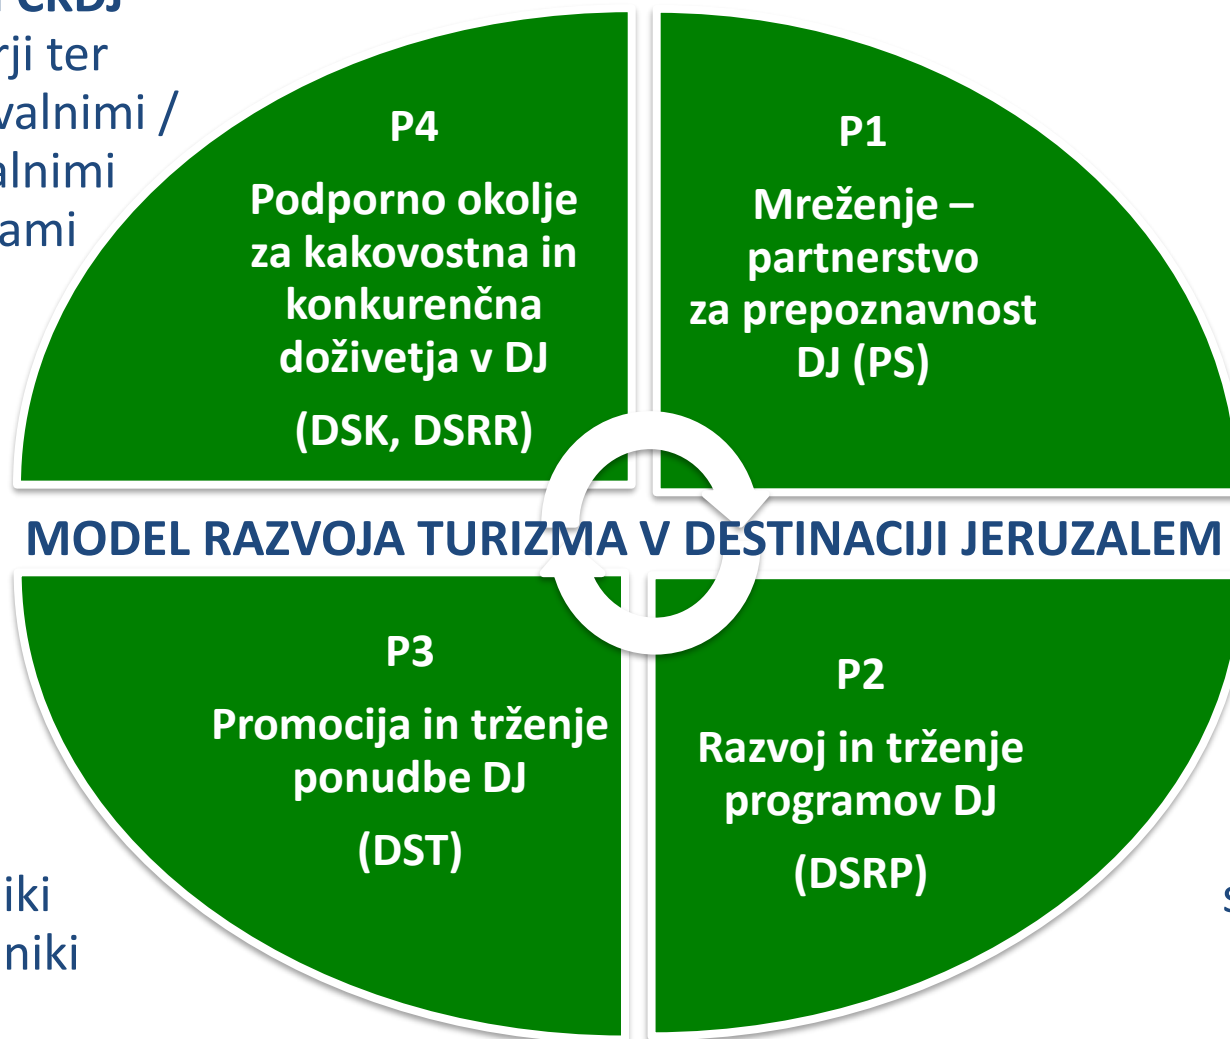 CRDJ
rji ter
valnimi /
alnimi
ami
P4
Podporno okolje
za kakovostna in
konkurenčna
doživetja v DJ
(DSK, DSRR)
P1
Mreženje –
partnerstvo
za prepoznavnost
DJ (PS)
MODEL RAZVOJA TURIZMA V DESTINACIJI JERUZALEM
P3
Promocija in trženje
ponudbe DJ
(DST)
P2
Razvoj in trženje
programov DJ
(DSRP)
iki
niki